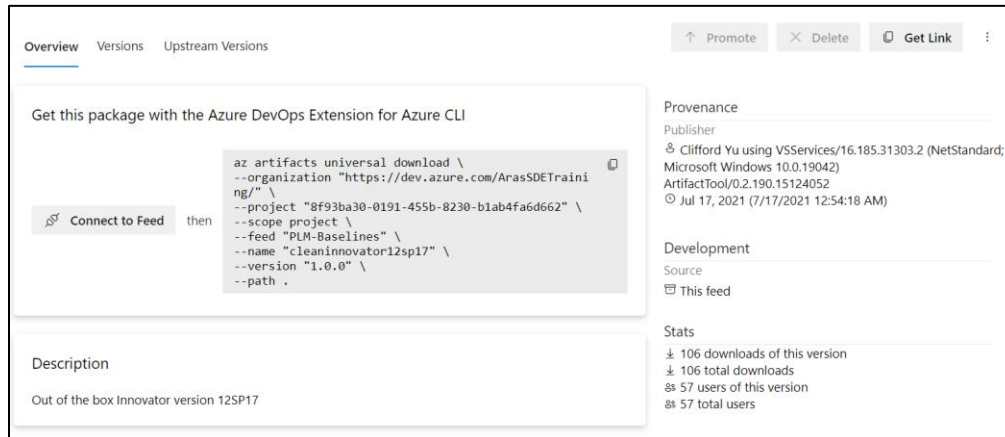 Overview Versions Upstream Versions
Promote Delete Get Link
Get this package with the Azure DevOps Extension for Azure CLI
Connect to Feed then
az artifacts universal download \
--organization "https://dev.azure.com/ArasSDETraini
ng/" \
--project "8f93ba30-0191-455b-8230-b1ab4fa6d662" \
--scope project \
--feed "PLM-Baselines" \
--name "cleaninnovator12sp17" \
--version "1.0.0" \
--path .
Description
Out of the box Innovator version 12SP17
Provenance
Publisher
Clifford Yu using VSServices/16.185.31303.2 (NetStandard;
Microsoft Windows 10.0.19042)
ArtifactTool/0.2.190.15124052
Jul 17, 2021 (7/17/2021 12:54:18 AM)
Development
Source
This feed
Stats
106 downloads of this version
106 total downloads
57 users of this version
57 total users